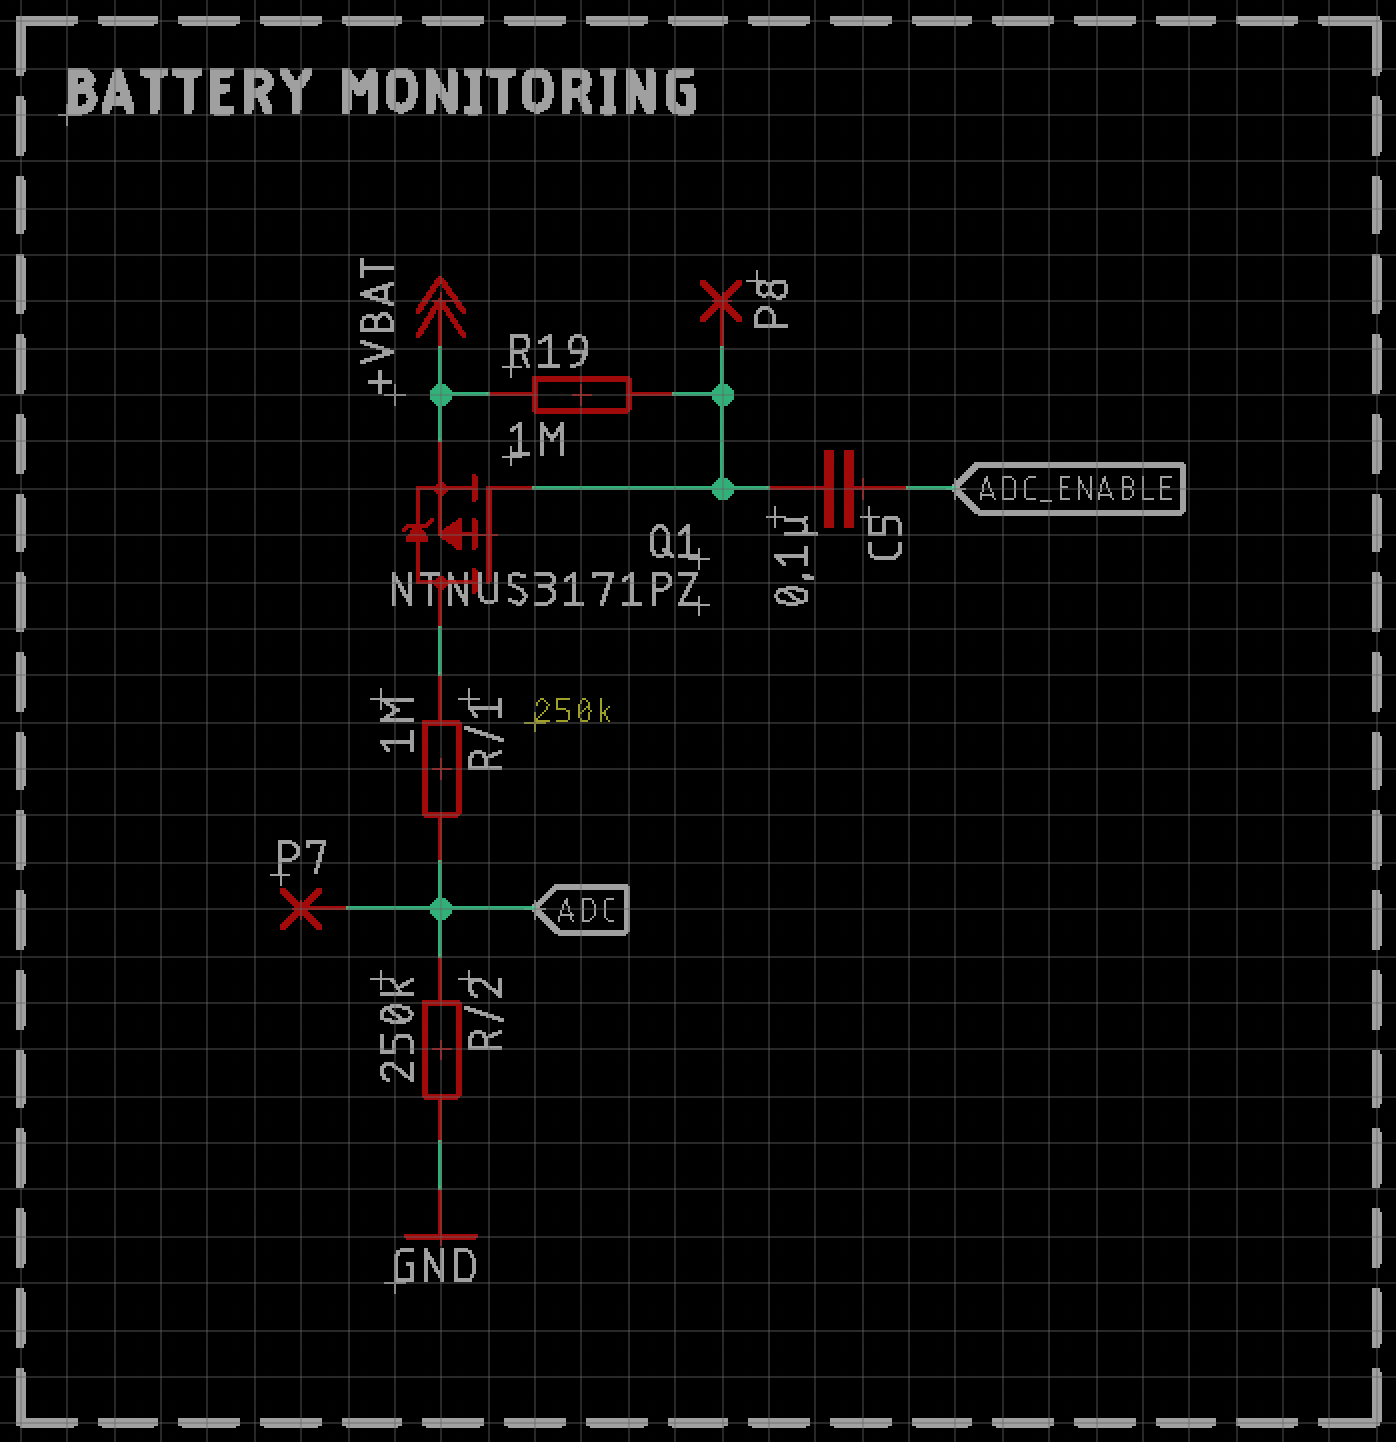 BATTERY MONITORING
+VBAT
P8
R19
1M
ADC_ENABLE
Q1
NTNUS3171PZ
0,1µ
C5
1M
R/1
250k
P7
ADC
250k
R/2
GND